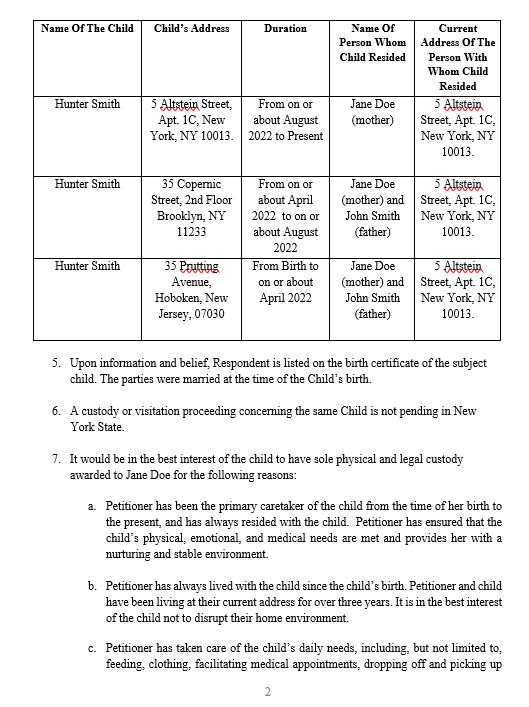 Name Of The Child Child's Address Duration Name Of Person Whom Child Resided Current Address Of The Person With Whom Child Resided
Hunter Smith 5 Altstein Street, Apt. 1C, New York, NY 10013. From on or about August 2022 to Present Jane Doe (mother) 5 Altstein Street, Apt. 1C, New York, NY 10013.
Hunter Smith 35 Copernic Street, 2nd Floor Brooklyn, NY 11233 From on or about April 2022 to on or about August 2022 Jane Doe (mother) and John Smith (father) 5 Altstein Street, Apt. 1C, New York, NY 10013.
Hunter Smith 35 Prutting Avenue, Hoboken, New Jersey, 07030 From Birth to on or about April 2022 Jane Doe (mother) and John Smith (father) 5 Altstein Street, Apt. 1C, New York, NY 10013.
5. Upon information and belief, Respondent is listed on the birth certificate of the subject
child. The parties were married at the time of the Child's birth.
6. A custody or visitation proceeding concerning the same Child is not pending in New
York State.
7. It would be in the best interest of the child to have sole physical and legal custody
awarded to Jane Doe for the following reasons:
a. Petitioner has been the primary caretaker of the child from the time of her birth to
the present, and has always resided with the child. Petitioner has ensured that the
child's physical, emotional, and medical needs are met and provides her with a
nurturing and stable environment.
b. Petitioner has always lived with the child since the child's birth. Petitioner and child
have been living at their current address for over three years. It is in the best interest
of the child not to disrupt their home environment.
c. Petitioner has taken care of the child's daily needs, including, but not limited to,
feeding, clothing, facilitating medical appointments, dropping off and picking up
2